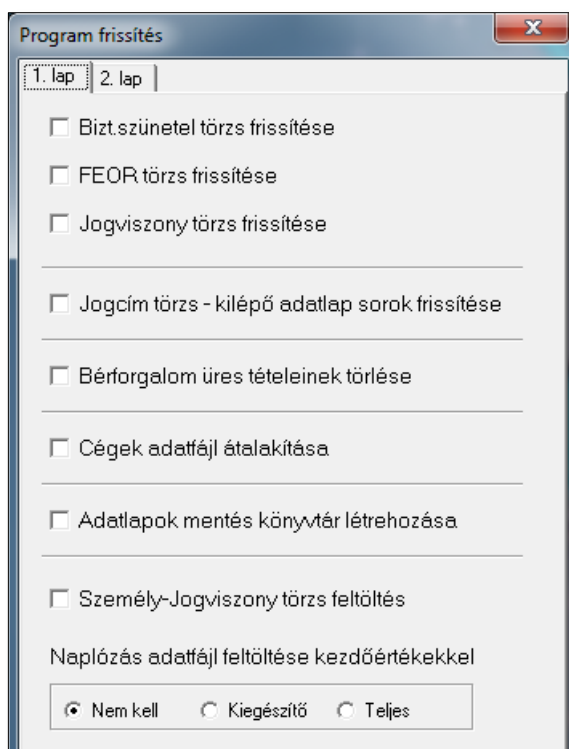 Program frissítés
1. lap 2. lap
Bizt.szünetel törzs frissítése
FEOR törzs frissítése
Jogviszony törzs frissítése
Jogcím törzs - kilépő adatlap sorok frissítése
Bérforgalom üres tételeinek törlése
Cégek adatfájl átalakítása
Adatlapok mentés könyvtár létrehozása
Személy-Jogviszony törzs feltöltés
Naplózás adatfájl feltöltése kezdőértékekkel
Nem kell Kiegészítő Teljes